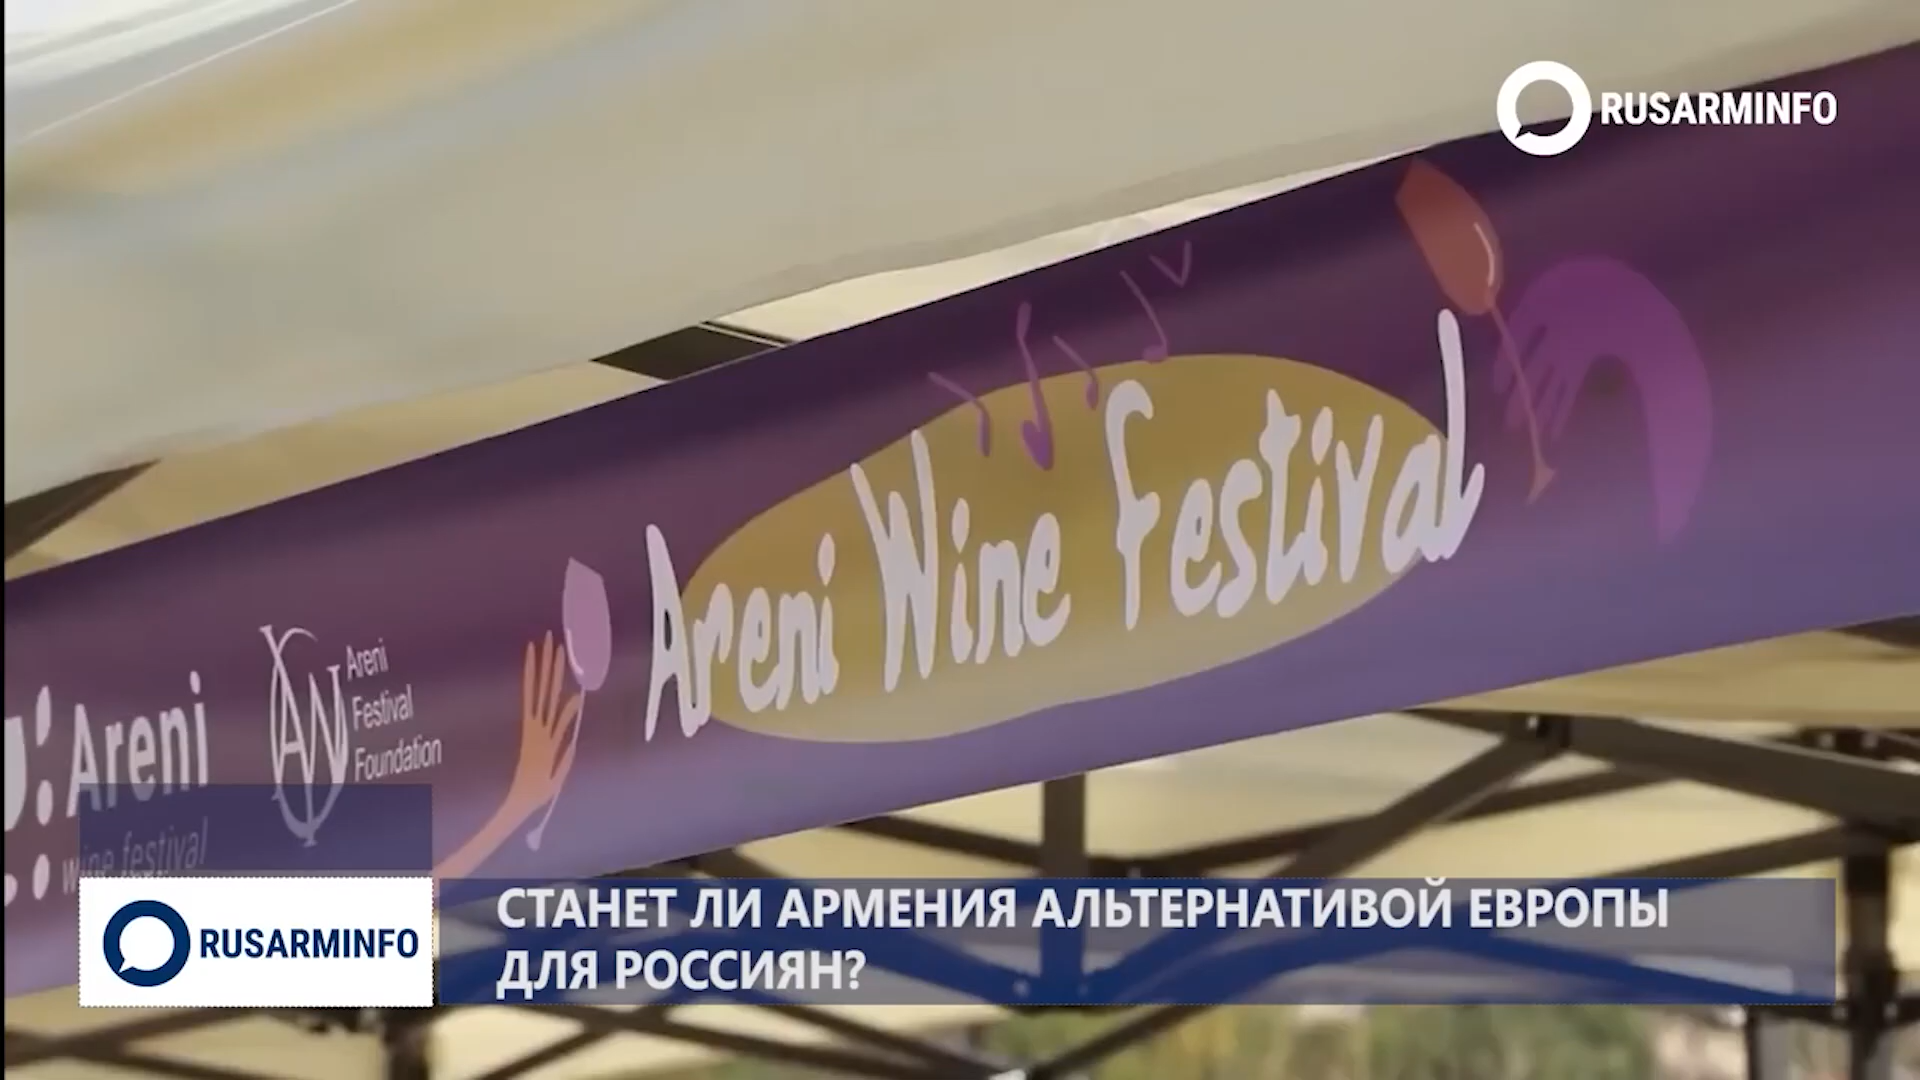 RUSARMINFO
Areni Wine Festival
Areni
wine festival
Areni
Festival
Foundation
RUSARMINFO
СТАНЕТ ЛИ АРМЕНИЯ АЛЬТЕРНАТИВОЙ ЕВРОПЫ
ДЛЯ РОССИЯН?